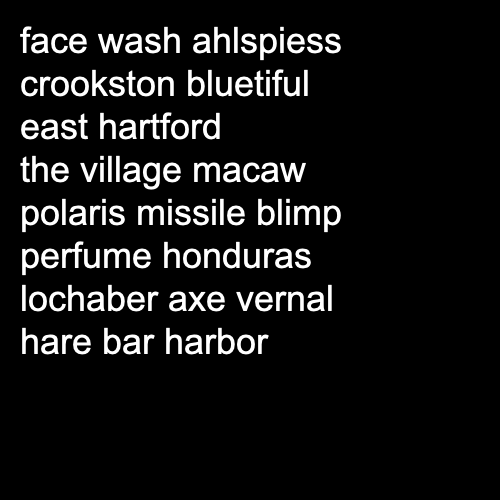 face wash ahlspiess
crookston bluetiful
east hartford
the village macaw
polaris missile blimp
perfume honduras
lochaber axe vernal
hare bar harbor